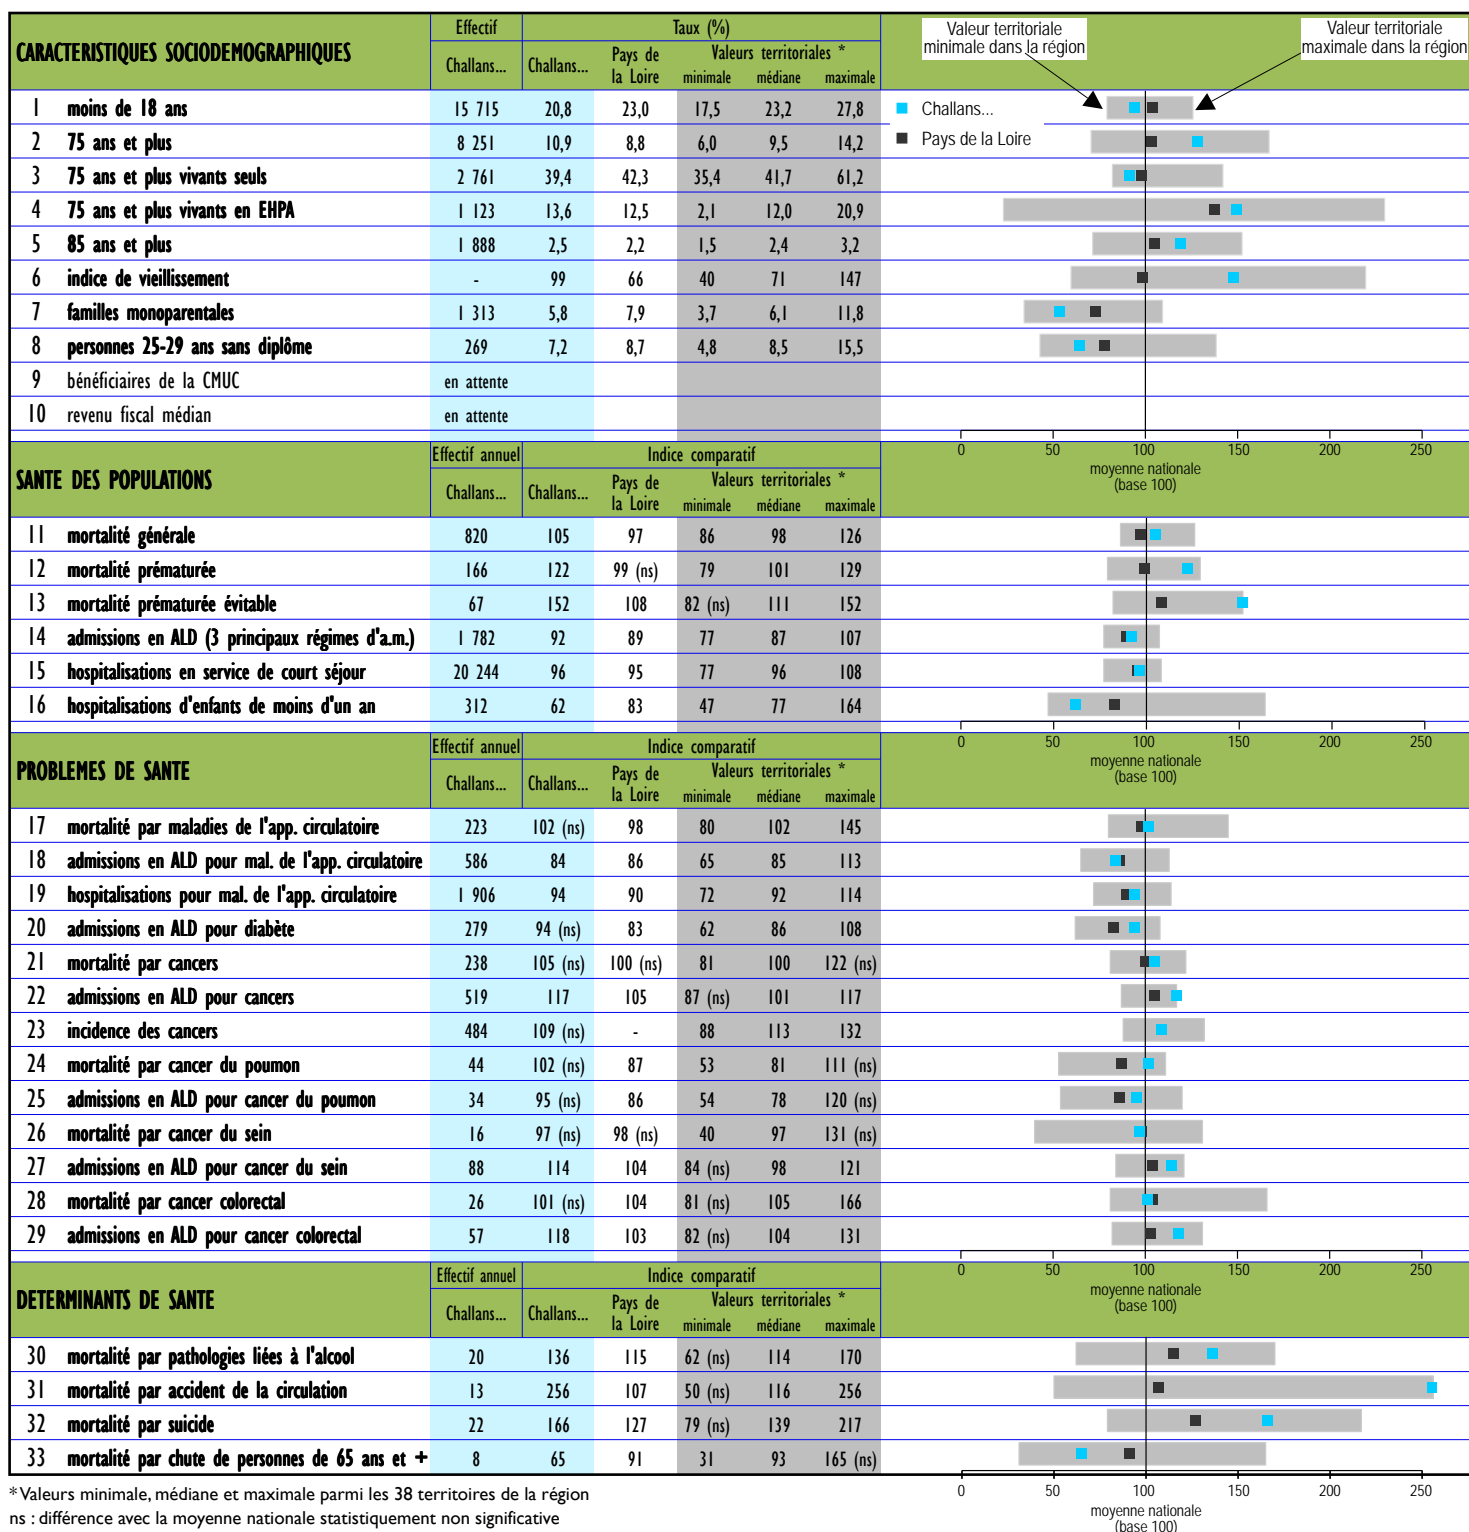 CARACTERISTIQUES SOCIODEMOGRAPHIQUES
Effectif Taux (%)
Challans... Challans... Pays de la Loire Valeurs territoriales *
minimale médiane maximale
Valeur territoriale minimale dans la région
Valeur territoriale maximale dans la région
1 moins de 18 ans 15 715 20,8 23,0 17,5 23,2 27,8
Challans...
2 75 ans et plus 8 251 10,9 8,8 6,0 9,5 14,2
Pays de la Loire
3 75 ans et plus vivants seuls 2 761 39,4 42,3 35,4 41,7 61,2
4 75 ans et plus vivants en EHPA 1 123 13,6 12,5 2,1 12,0 20,9
5 85 ans et plus 1 888 2,5 2,2 1,5 2,4 3,2
6 indice de vieillissement - 99 66 40 71 147
7 familles monoparentales 1 313 5,8 7,9 3,7 6,1 11,8
8 personnes 25-29 ans sans diplôme 269 7,2 8,7 4,8 8,5 15,5
9 bénéficiaires de la CMUC en attente
10 revenu fiscal médian en attente
0 50 100 150 200 250
moyenne nationale
(base 100)
SANTE DES POPULATIONS
Effectif annuel Indice comparatif
Challans... Challans... Pays de la Loire Valeurs territoriales *
minimale médiane maximale
11 mortalité générale 820 105 97 86 98 126
12 mortalité prématurée 166 122 99 (ns) 79 101 129
13 mortalité prématurée évitable 67 152 108 82 (ns) 111 152
14 admissions en ALD (3 principaux régimes d'a.m.) 1 782 92 89 77 87 107
15 hospitalisations en service de court séjour 20 244 96 95 77 96 108
16 hospitalisations d'enfants de moins d'un an 312 62 83 47 77 164
0 50 100 150 200 250
moyenne nationale
(base 100)
PROBLEMES DE SANTE
Effectif annuel Indice comparatif
Challans... Challans... Pays de la Loire Valeurs territoriales *
minimale médiane maximale
17 mortalité par maladies de l'app. circulatoire 223 102 (ns) 98 80 102 145
18 admissions en ALD pour mal. de l'app. circulatoire 586 84 86 65 85 113
19 hospitalisations pour mal. de l'app. circulatoire 1 906 94 90 72 92 114
20 admissions en ALD pour diabète 279 94 (ns) 83 62 86 108
21 mortalité par cancers 238 105 (ns) 100 (ns) 81 100 122 (ns)
22 admissions en ALD pour cancers 519 117 105 87 (ns) 101 117
23 incidence des cancers 484 109 (ns) - 88 113 132
24 mortalité par cancer du poumon 44 102 (ns) 87 53 81 111 (ns)
25 admissions en ALD pour cancer du poumon 34 95 (ns) 86 54 78 120 (ns)
26 mortalité par cancer du sein 16 97 (ns) 98 (ns) 40 97 131 (ns)
27 admissions en ALD pour cancer du sein 88 114 104 84 (ns) 98 121
28 mortalité par cancer colorectal 26 101 (ns) 104 81 (ns) 105 166
29 admissions en ALD pour cancer colorectal 57 118 103 82 (ns) 104 131
0 50 100 150 200 250
moyenne nationale
(base 100)
DETERMINANTS DE SANTE
Effectif annuel Indice comparatif
Challans... Challans... Pays de la Loire Valeurs territoriales *
minimale médiane maximale
30 mortalité par pathologies liées à l'alcool 20 136 115 62 (ns) 114 170
31 mortalité par accident de la circulation 13 256 107 50 (ns) 116 256
32 mortalité par suicide 22 166 127 79 (ns) 139 217
33 mortalité par chute de personnes de 65 ans et + 8 65 91 31 93 165 (ns)
0 50 100 150 200 250
moyenne nationale
(base 100)
* Valeurs minimale, médiane et maximale parmi les 38 territoires de la région
ns : différence avec la moyenne nationale statistiquement non significative